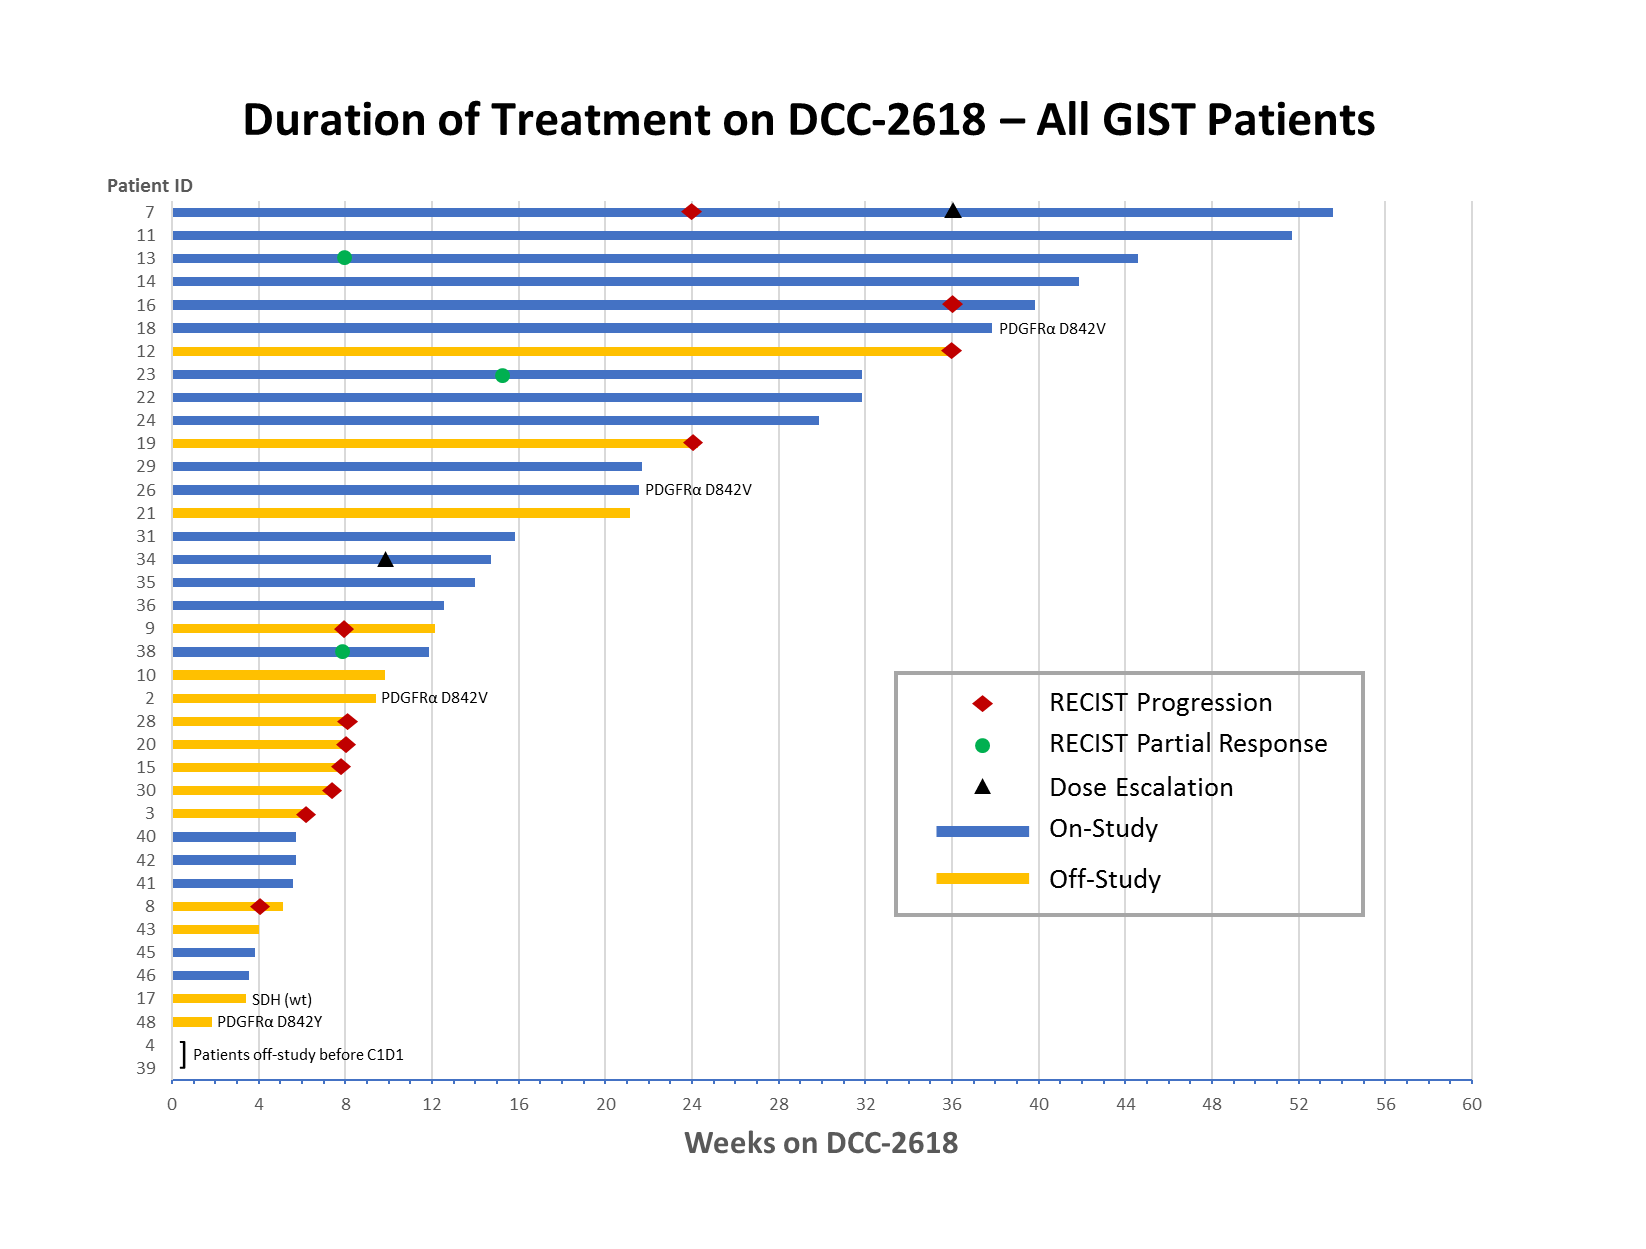 Duration of Treatment on DCC-2618 – All GIST Patients
Patient ID
7
11
13
14
16
18 PDGFRα D842V
12
23
22
24
19
29
26 PDGFRα D842V
21
31
34
35
36
9
38
10
2 PDGFRα D842V
28
20
15
30
3
40
42
41
8
43
45
46
17 SDH (wt)
48 PDGFRα D842Y
4
] Patients off-study before C1D1
39
RECIST Progression
RECIST Partial Response
Dose Escalation
On-Study
Off-Study
0 4 8 12 16 20 24 28 32 36 40 44 48 52 56 60
Weeks on DCC-2618